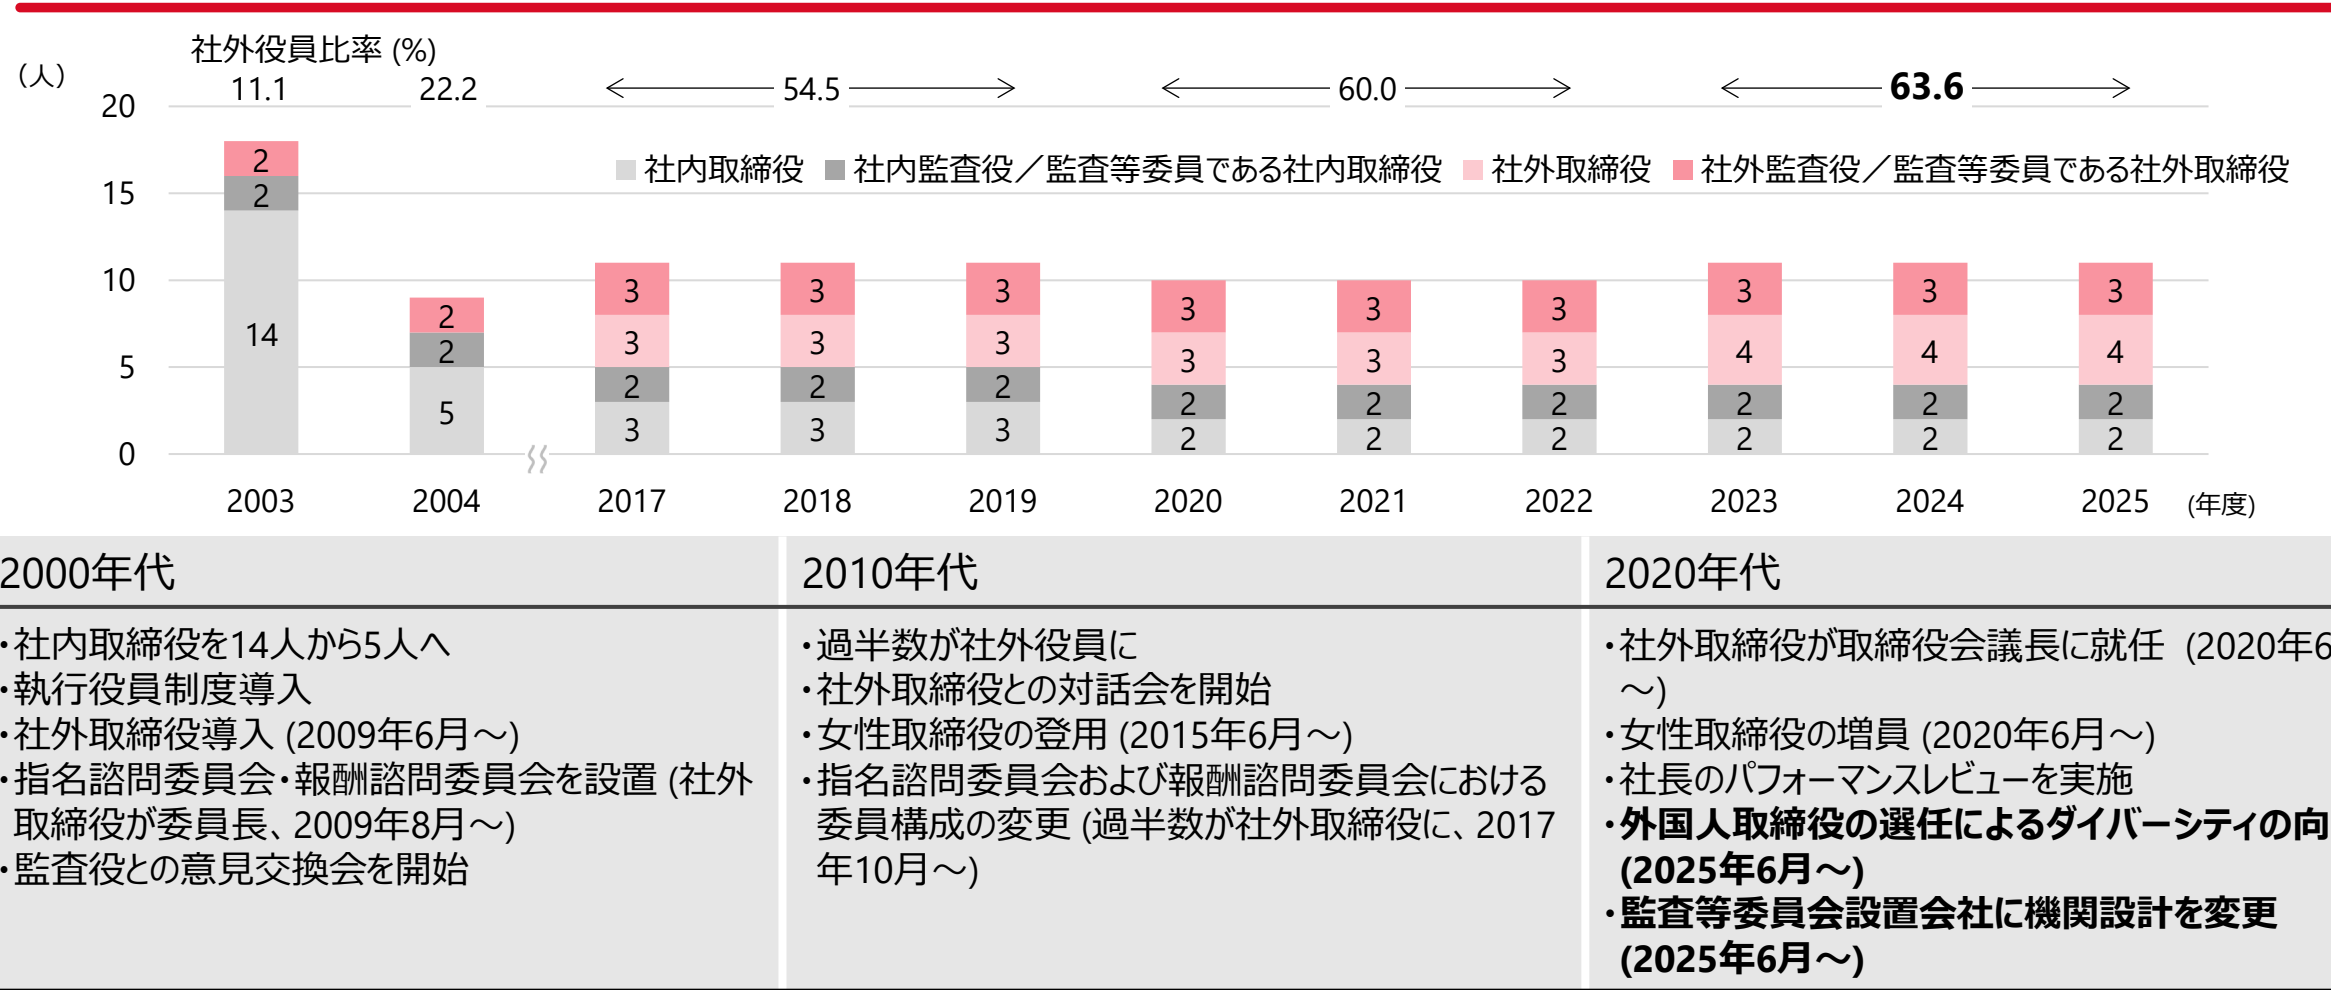 社外役員比率 (%)
（人） 11.1 22.2 54.5 60.0 63.6
20
社内取締役 社内監査役／監査等委員である社内取締役 社外取締役 社外監査役／監査等委員である社外取締役
15
10
5
0
2 2 14
2 2 5
3 3 2 3
3 3 2 3
3 3 2 3
3 3 2 2
3 3 2 2
3 3 2 2
3 4 2 2
3 4 2 2
3 4 2 2
2003 2004 2017 2018 2019 2020 2021 2022 2023 2024 2025 (年度)
2000年代
・社内取締役を14人から5人へ
・執行役員制度導入
・社外取締役導入 (2009年6月～)
・指名諮問委員会・報酬諮問委員会を設置 (社外
取締役が委員長、2009年8月～)
・監査役との意見交換会を開始
2010年代
・過半数が社外役員に
・社外取締役との対話会を開始
・女性取締役の登用 (2015年6月～)
・指名諮問委員会および報酬諮問委員会における
委員構成の変更 (過半数が社外取締役に、2017
年10月～)
2020年代
・社外取締役が取締役会議長に就任 (2020年6
～)
・女性取締役の増員 (2020年6月～)
・社長のパフォーマンスレビューを実施
・外国人取締役の選任によるダイバーシティの向
(2025年6月～)
・監査等委員会設置会社に機関設計を変更
(2025年6月～)